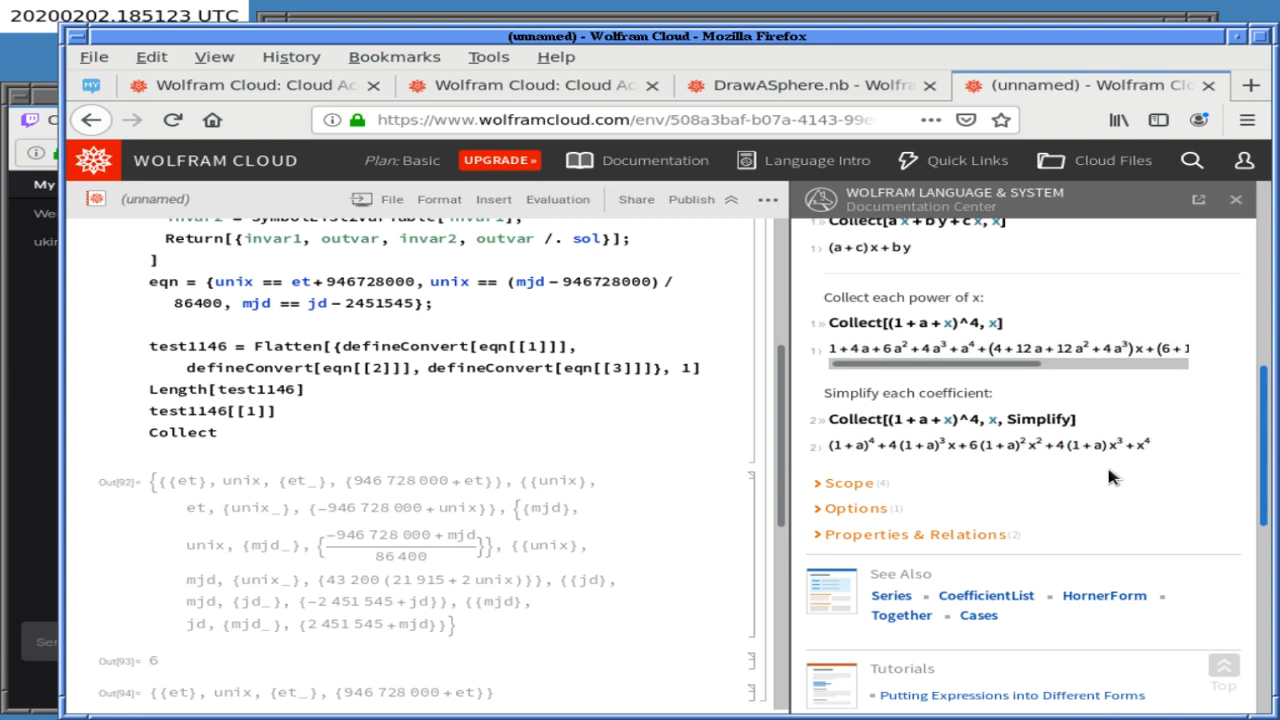 20200202.185123 UTC
(unnamed) - Wolfram Cloud - Mozilla Firefox
File Edit View History Bookmarks Tools Help
MY Wolfram Cloud: Cloud Ac Wolfram Cloud: Cloud Ac DrawASphere.nb - Wolfra (unnamed) - Wolfram Clo
https://www.wolframcloud.com/env/508a3baf-b07a-4143-99e
WOLFRAM CLOUD Plan: Basic UPGRADE » Documentation Language Intro Quick Links Cloud Files
(unnamed) File Format Insert Evaluation Share Publish
invar2 = SymbolList2Variable[invar1];
Return[{invar1, outvar, invar2, outvar /. sol}];
]
eqn = {unix == et+946728000, unix == (mjd-946728000)/
86400, mjd == jd-2451545};
test1146 = Flatten[{defineConvert[eqn[[1]]],
defineConvert[eqn[[2]]], defineConvert[eqn[[3]]]}, 1]
Length[test1146]
test1146[[1]]
Collect
Out[92]= {{{et}, unix, {et_}, {946 728 000+et}}, {{unix},
et, {unix_}, {-946 728 000+unix}}, {{mjd},
unix, {mjd_}, {(-946 728 000+mjd)/86 400}}, {{unix},
mjd, {unix_}, {43 200 (21 915+2 unix)}}, {{jd},
mjd, {jd_}, {-2 451 545+jd}}, {{mjd},
jd, {mjd_}, {2 451 545+mjd}}}
Out[93]= 6
Out[94]= {{et}, unix, {et_}, {946 728 000+et}}
WOLFRAM LANGUAGE & SYSTEM
Documentation Center
Collect[a x + b y + c x, x]
(a+c) x+b y
Collect each power of x:
Collect[(1 + a + x)^4, x]
1+4 a+6 a² +4 a³ +a⁴ +(4+12 a+12 a² +4 a³) x+(6+1
Simplify each coefficient:
Collect[(1 + a + x)^4, x, Simplify]
(1+a)⁴ +4 (1+a)³ x+6 (1+a)² x² +4 (1+a) x³ +x⁴
Scope (4)
Options (1)
Properties & Relations (2)
See Also
Series ▪ CoefficientList ▪ HornerForm ▪
Together ▪ Cases
Tutorials
Top
▪ Putting Expressions into Different Forms